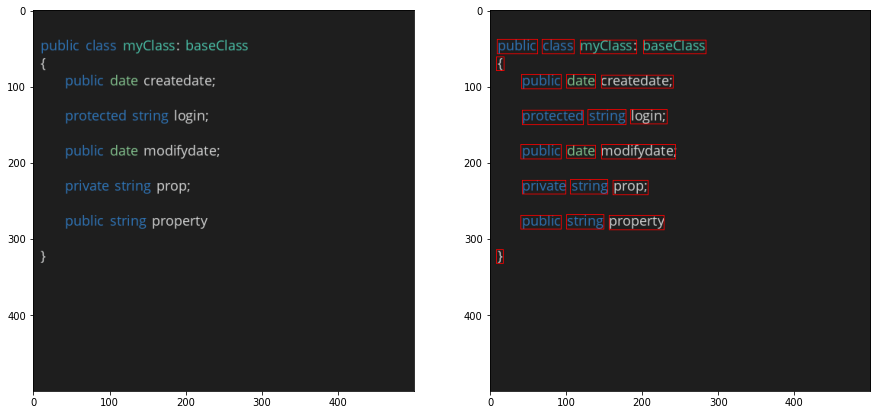 0
public class myClass: baseClass
{
public date createdate;
100
protected string login;
public date modifydate;
200
private string prop;
public string property
300
}
400
0 100 200 300 400
0
public class myClass: baseClass
{
public date createdate;
100
protected string login;
public date modifydate;
200
private string prop;
public string property
300
}
400
0 100 200 300 400